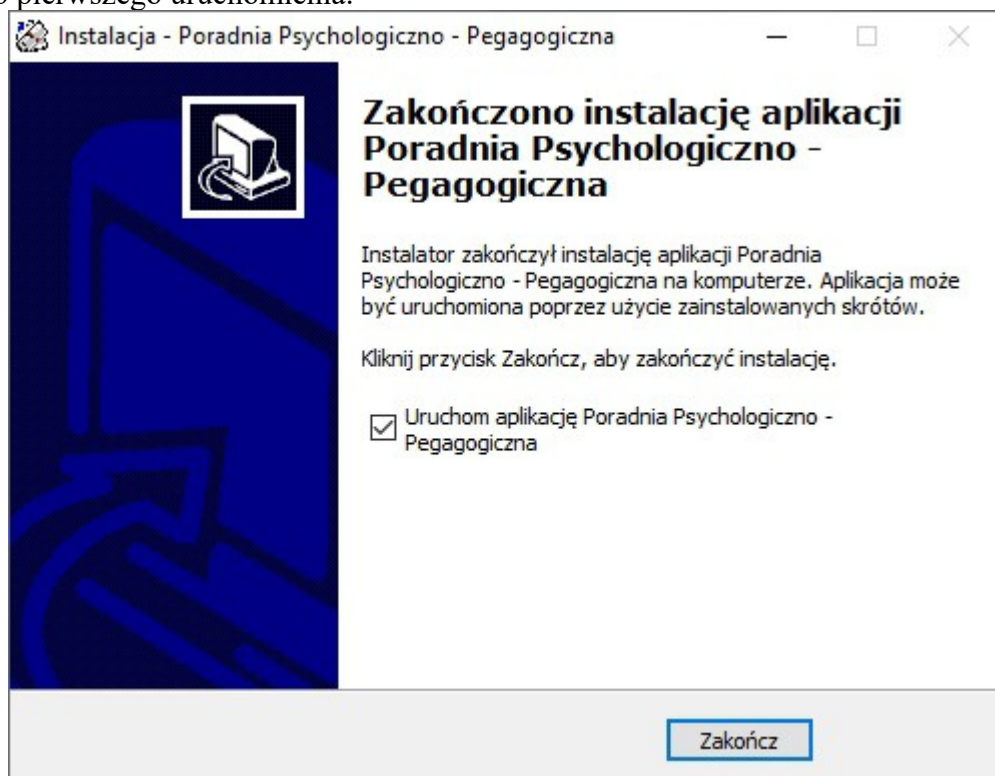 pierwszego uruchomienia.
Instalacja - Poradnia Psychologiczno - Pegagogiczna
Zakończono instalację aplikacji
Poradnia Psychologiczno -
Pegagogiczna
Instalator zakończył instalację aplikacji Poradnia
Psychologiczno - Pegagogiczna na komputerze. Aplikacja może
być uruchomiona poprzez użycie zainstalowanych skrótów.
Kliknij przycisk Zakończ, aby zakończyć instalację.
Uruchom aplikację Poradnia Psychologiczno -
Pegagogiczna
Zakończ